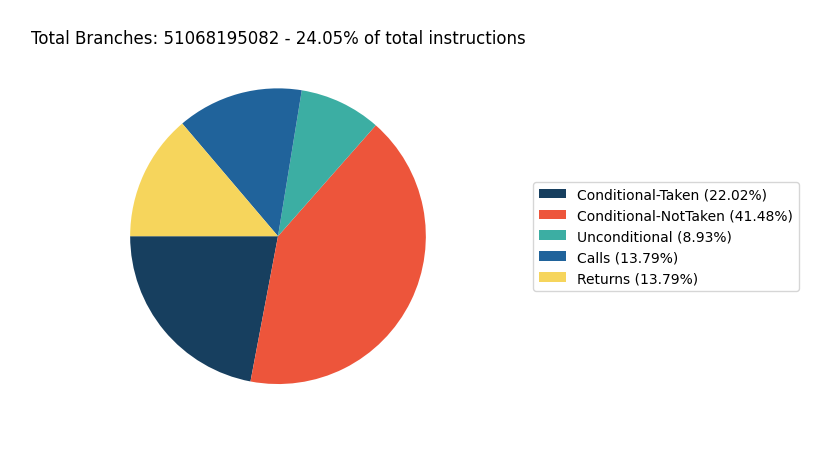 Total Branches: 51068195082 - 24.05% of total instructions
Conditional-Taken (22.02%)
Conditional-NotTaken (41.48%)
Unconditional (8.93%)
Calls (13.79%)
Returns (13.79%)